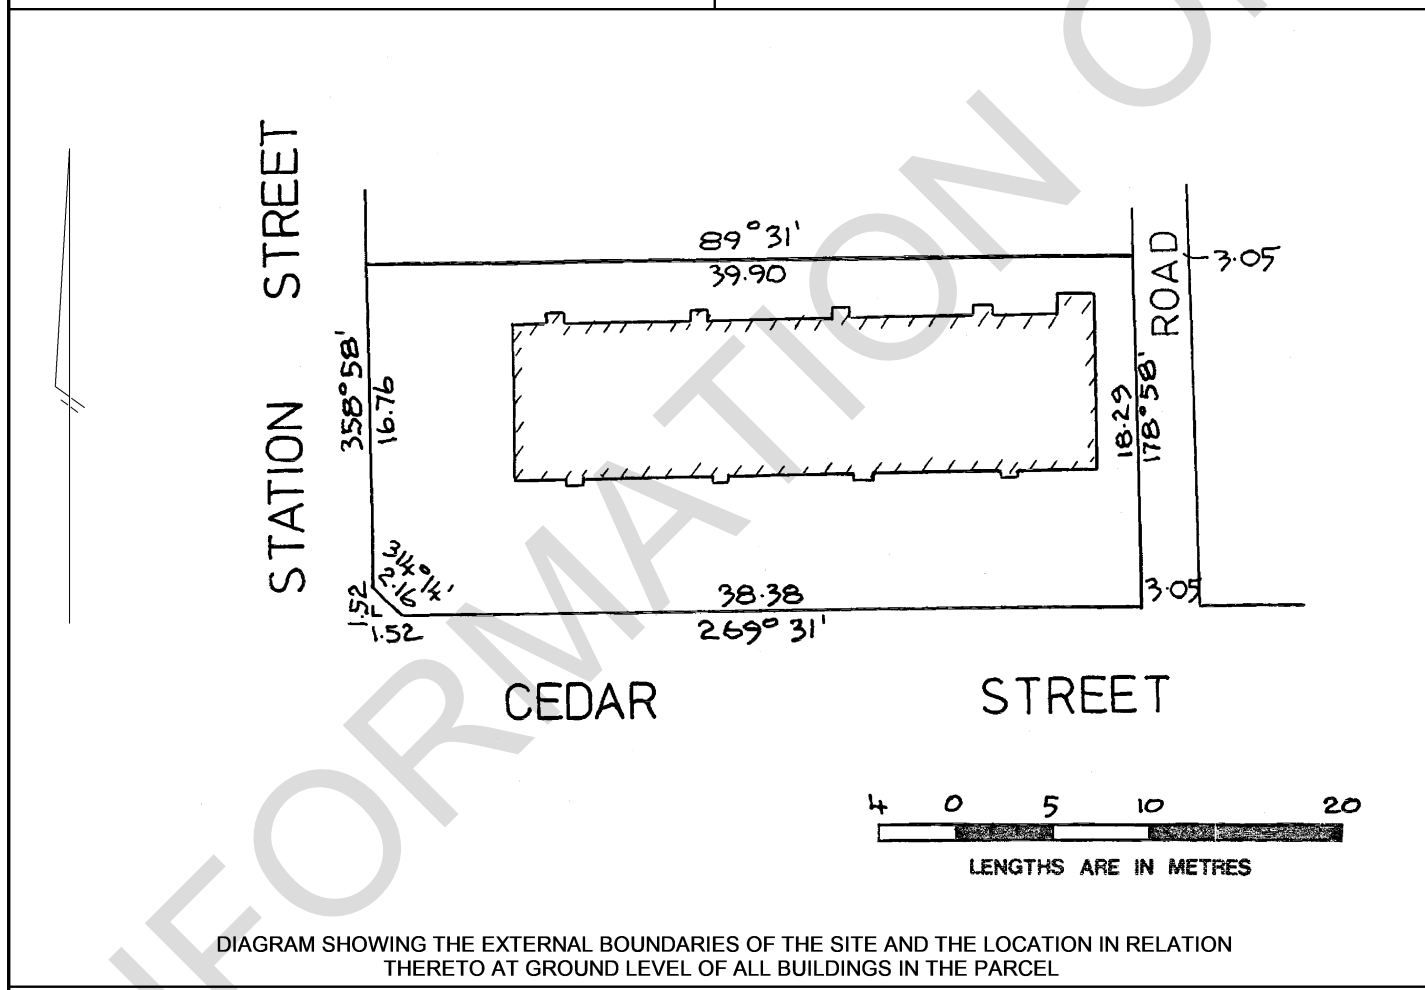 STATION STREET
89°31'
39.90
ROAD
3.05
358°58'
16.76
18.29
178°58'
314°14'
2.16
1.52
1.52
38.38
269°31'
3.05
CEDAR STREET
4 0 5 10 20
LENGTHS ARE IN METRES
DIAGRAM SHOWING THE EXTERNAL BOUNDARIES OF THE SITE AND THE LOCATION IN RELATION
THERETO AT GROUND LEVEL OF ALL BUILDINGS IN THE PARCEL
NFORMATION O